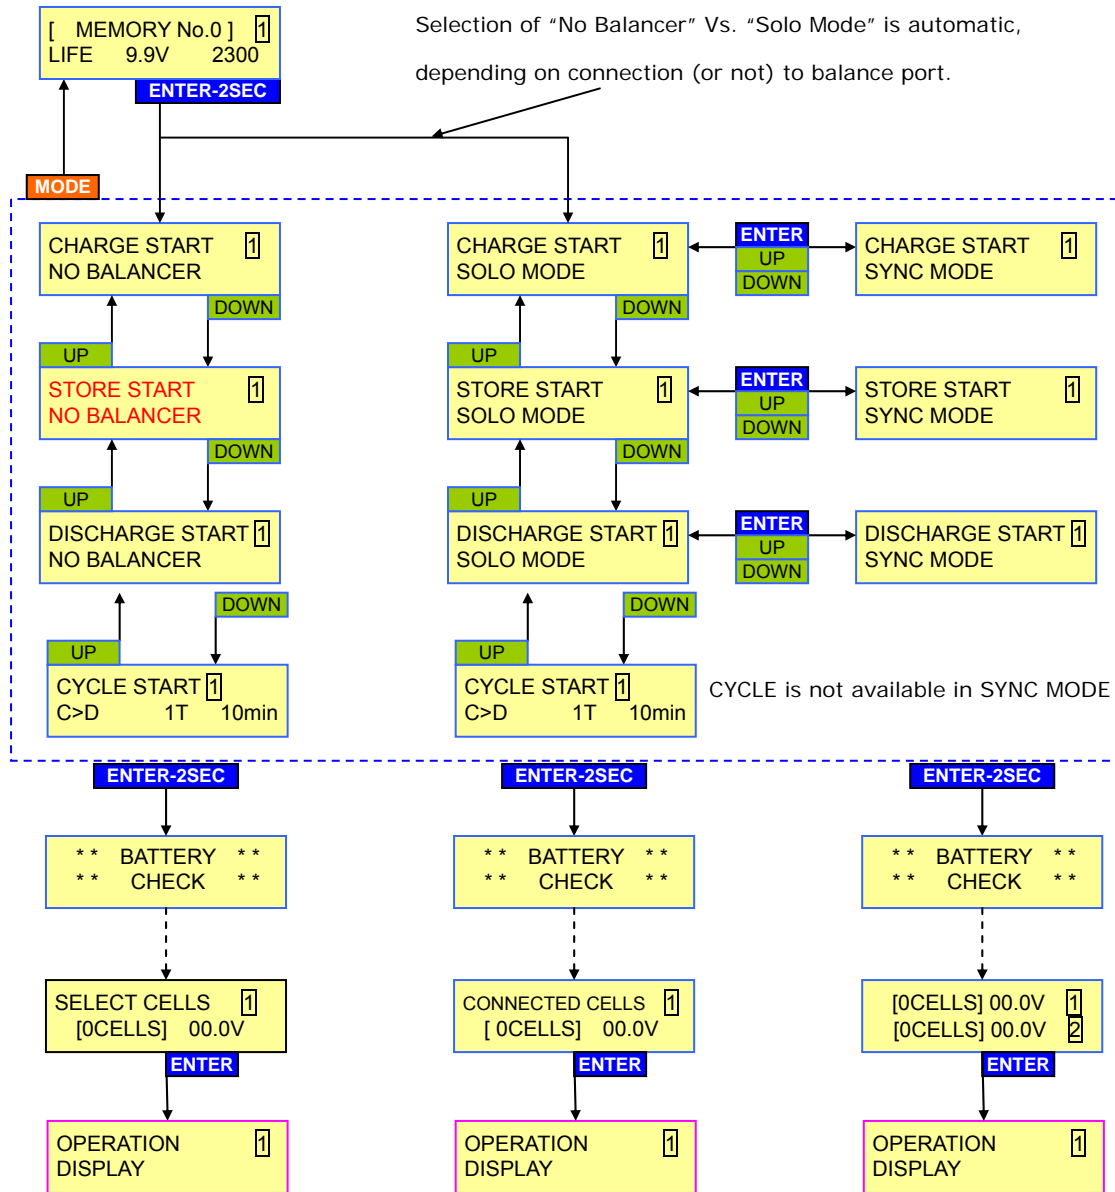 [ MEMORY No.0 ] 1
LIFE 9.9V 2300
ENTER-2SEC
Selection of “No Balancer” Vs. “Solo Mode” is automatic,
depending on connection (or not) to balance port.
MODE
CHARGE START 1
NO BALANCER
DOWN
UP
STORE START 1
NO BALANCER
DOWN
UP
DISCHARGE START 1
NO BALANCER
DOWN
UP
CYCLE START 1
C>D 1T 10min
CHARGE START 1
SOLO MODE
DOWN
UP
STORE START 1
SOLO MODE
DOWN
UP
DISCHARGE START 1
SOLO MODE
DOWN
UP
CYCLE START 1
C>D 1T 10min
ENTER
UP
DOWN
CHARGE START 1
SYNC MODE
ENTER
UP
DOWN
STORE START 1
SYNC MODE
ENTER
UP
DOWN
DISCHARGE START 1
SYNC MODE
CYCLE is not available in SYNC MODE
ENTER-2SEC
** BATTERY **
** CHECK **
SELECT CELLS 1
[0CELLS] 00.0V
ENTER
OPERATION 1
DISPLAY
ENTER-2SEC
** BATTERY **
** CHECK **
CONNECTED CELLS 1
[ 0CELLS] 00.0V
ENTER
OPERATION 1
DISPLAY
ENTER-2SEC
** BATTERY **
** CHECK **
[0CELLS] 00.0V 1
[0CELLS] 00.0V 2
ENTER
OPERATION 1
DISPLAY